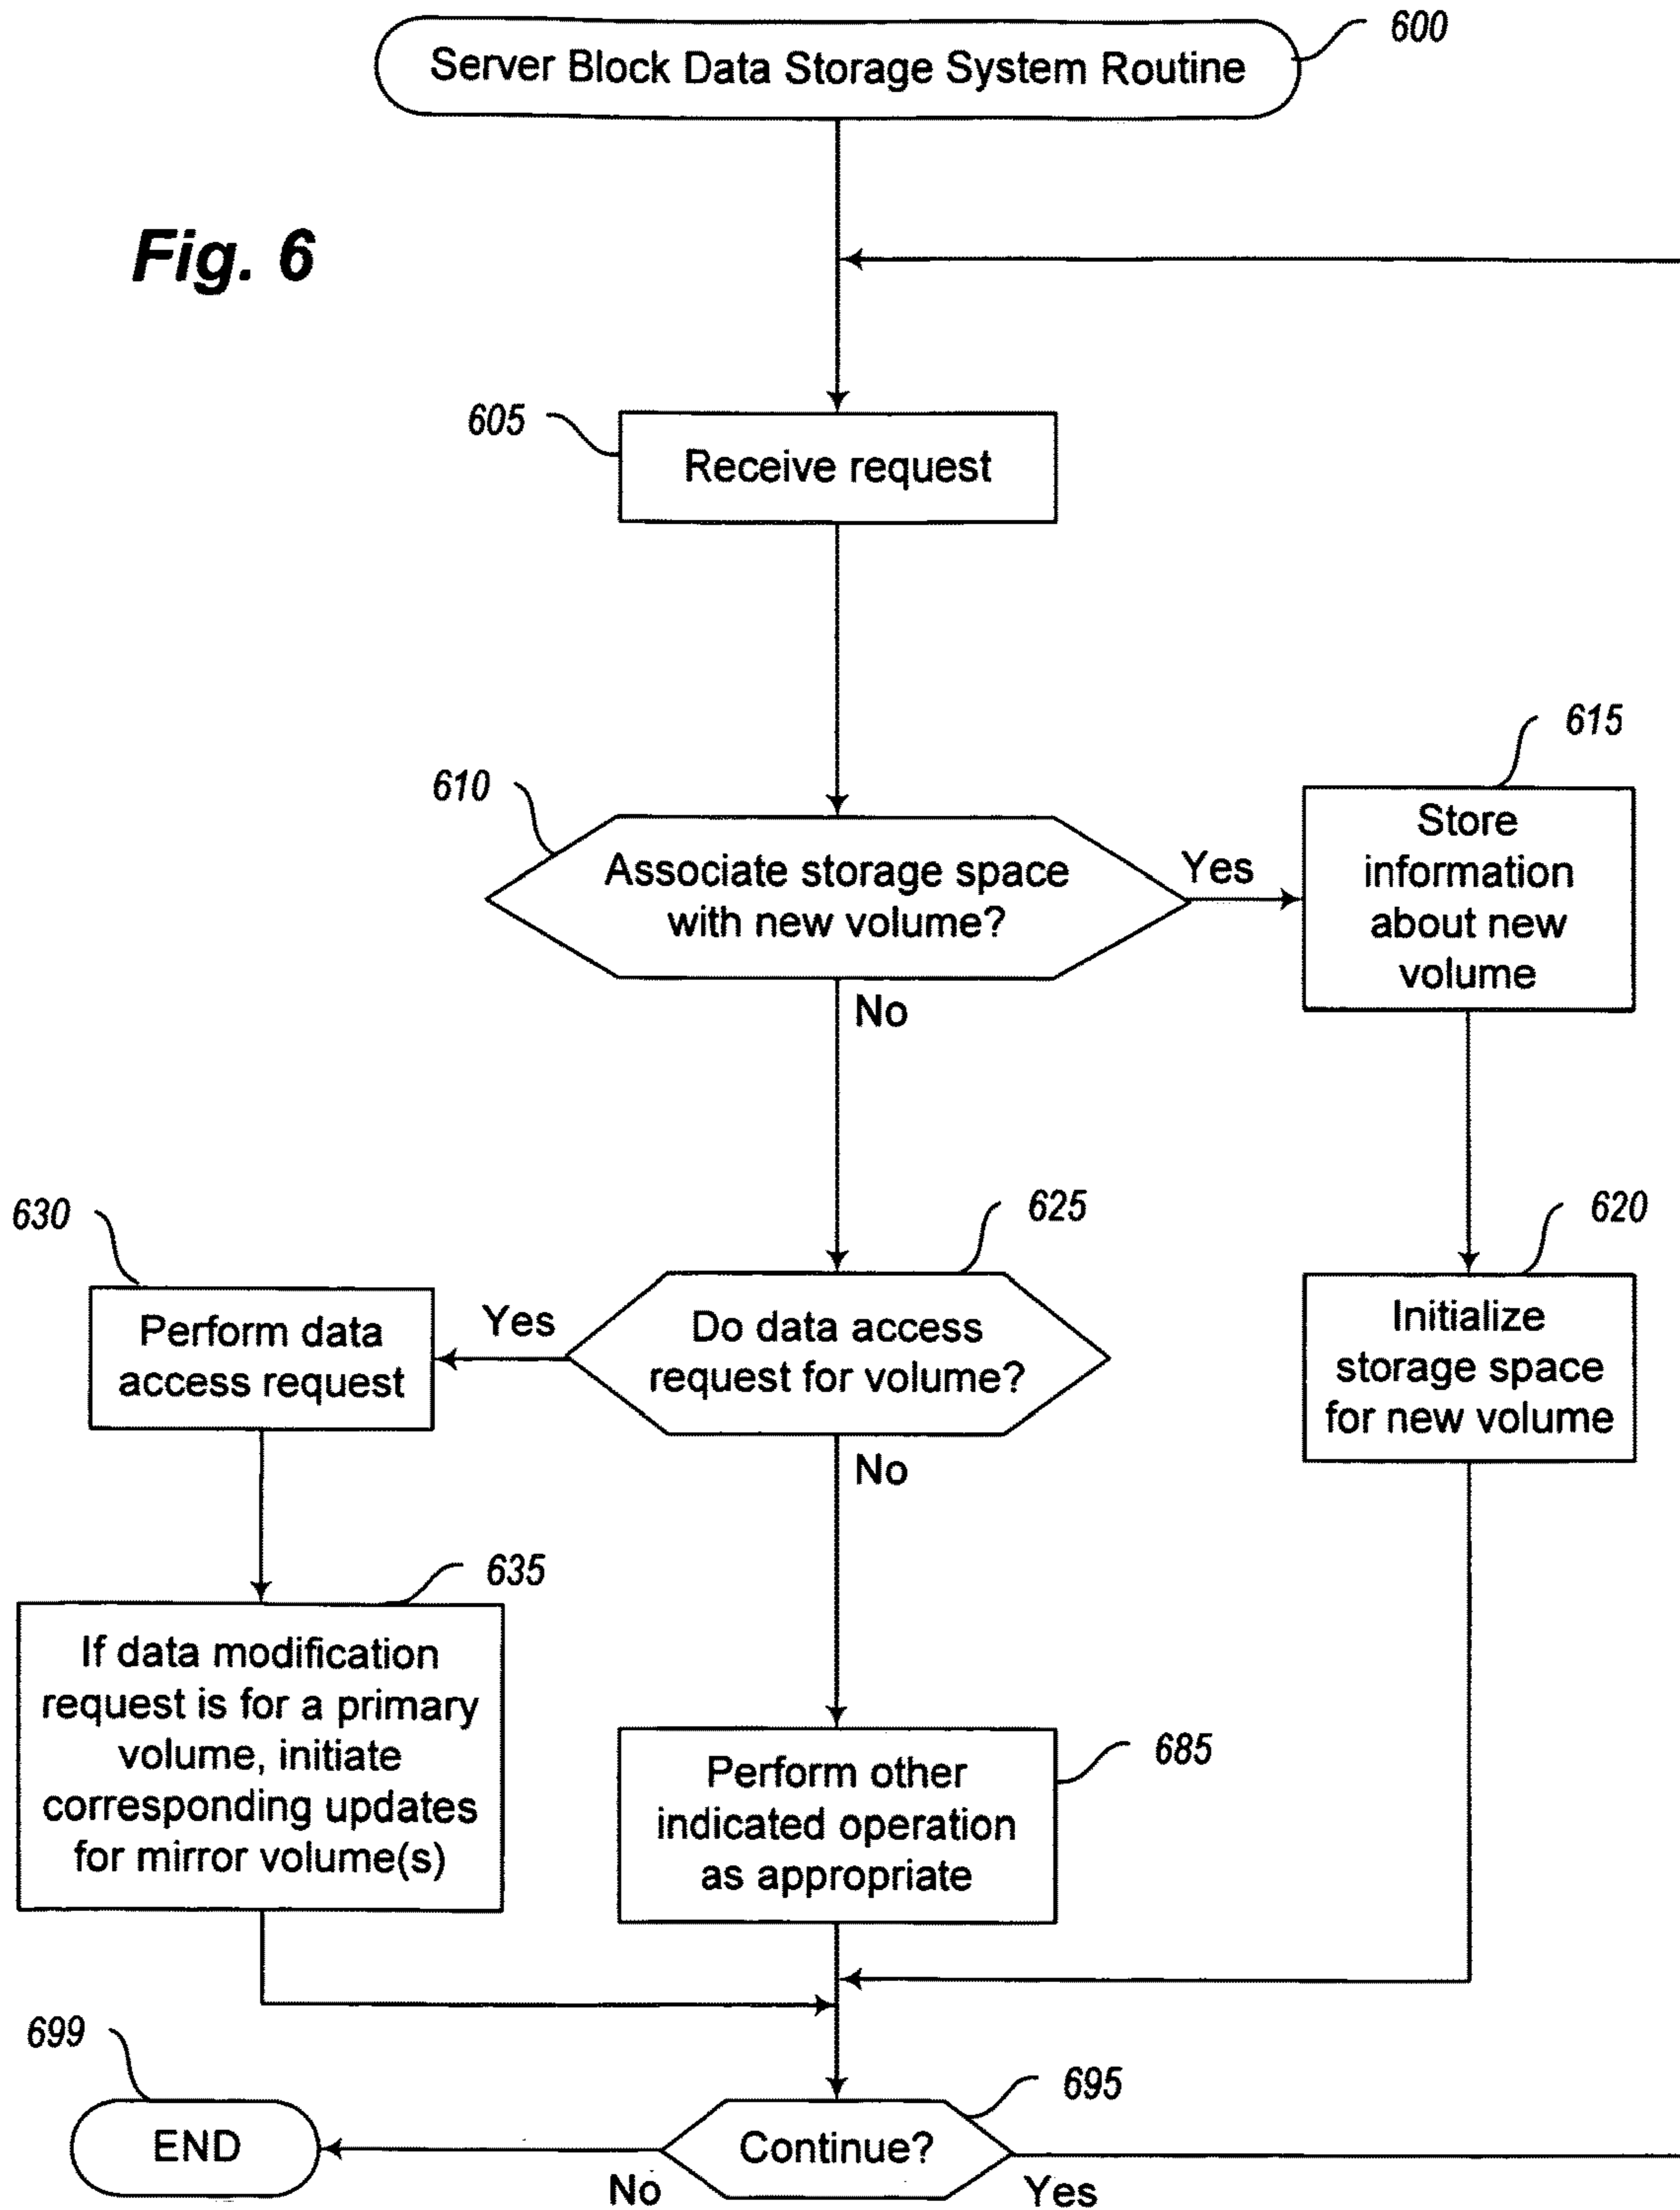 Server Block Data Storage System Routine
600
Fig. 6
605
Receive request
610
Associate storage space
with new volume?
Yes
No
615
Store
information
about new
volume
630
625
620
Perform data
access request
Yes
Do data access
request for volume?
No
Initialize
storage space
for new volume
635
If data modification
request is for a primary
volume, initiate
corresponding updates
for mirror volume(s)
685
Perform other
indicated operation
as appropriate
699
END
695
Continue?
No
Yes